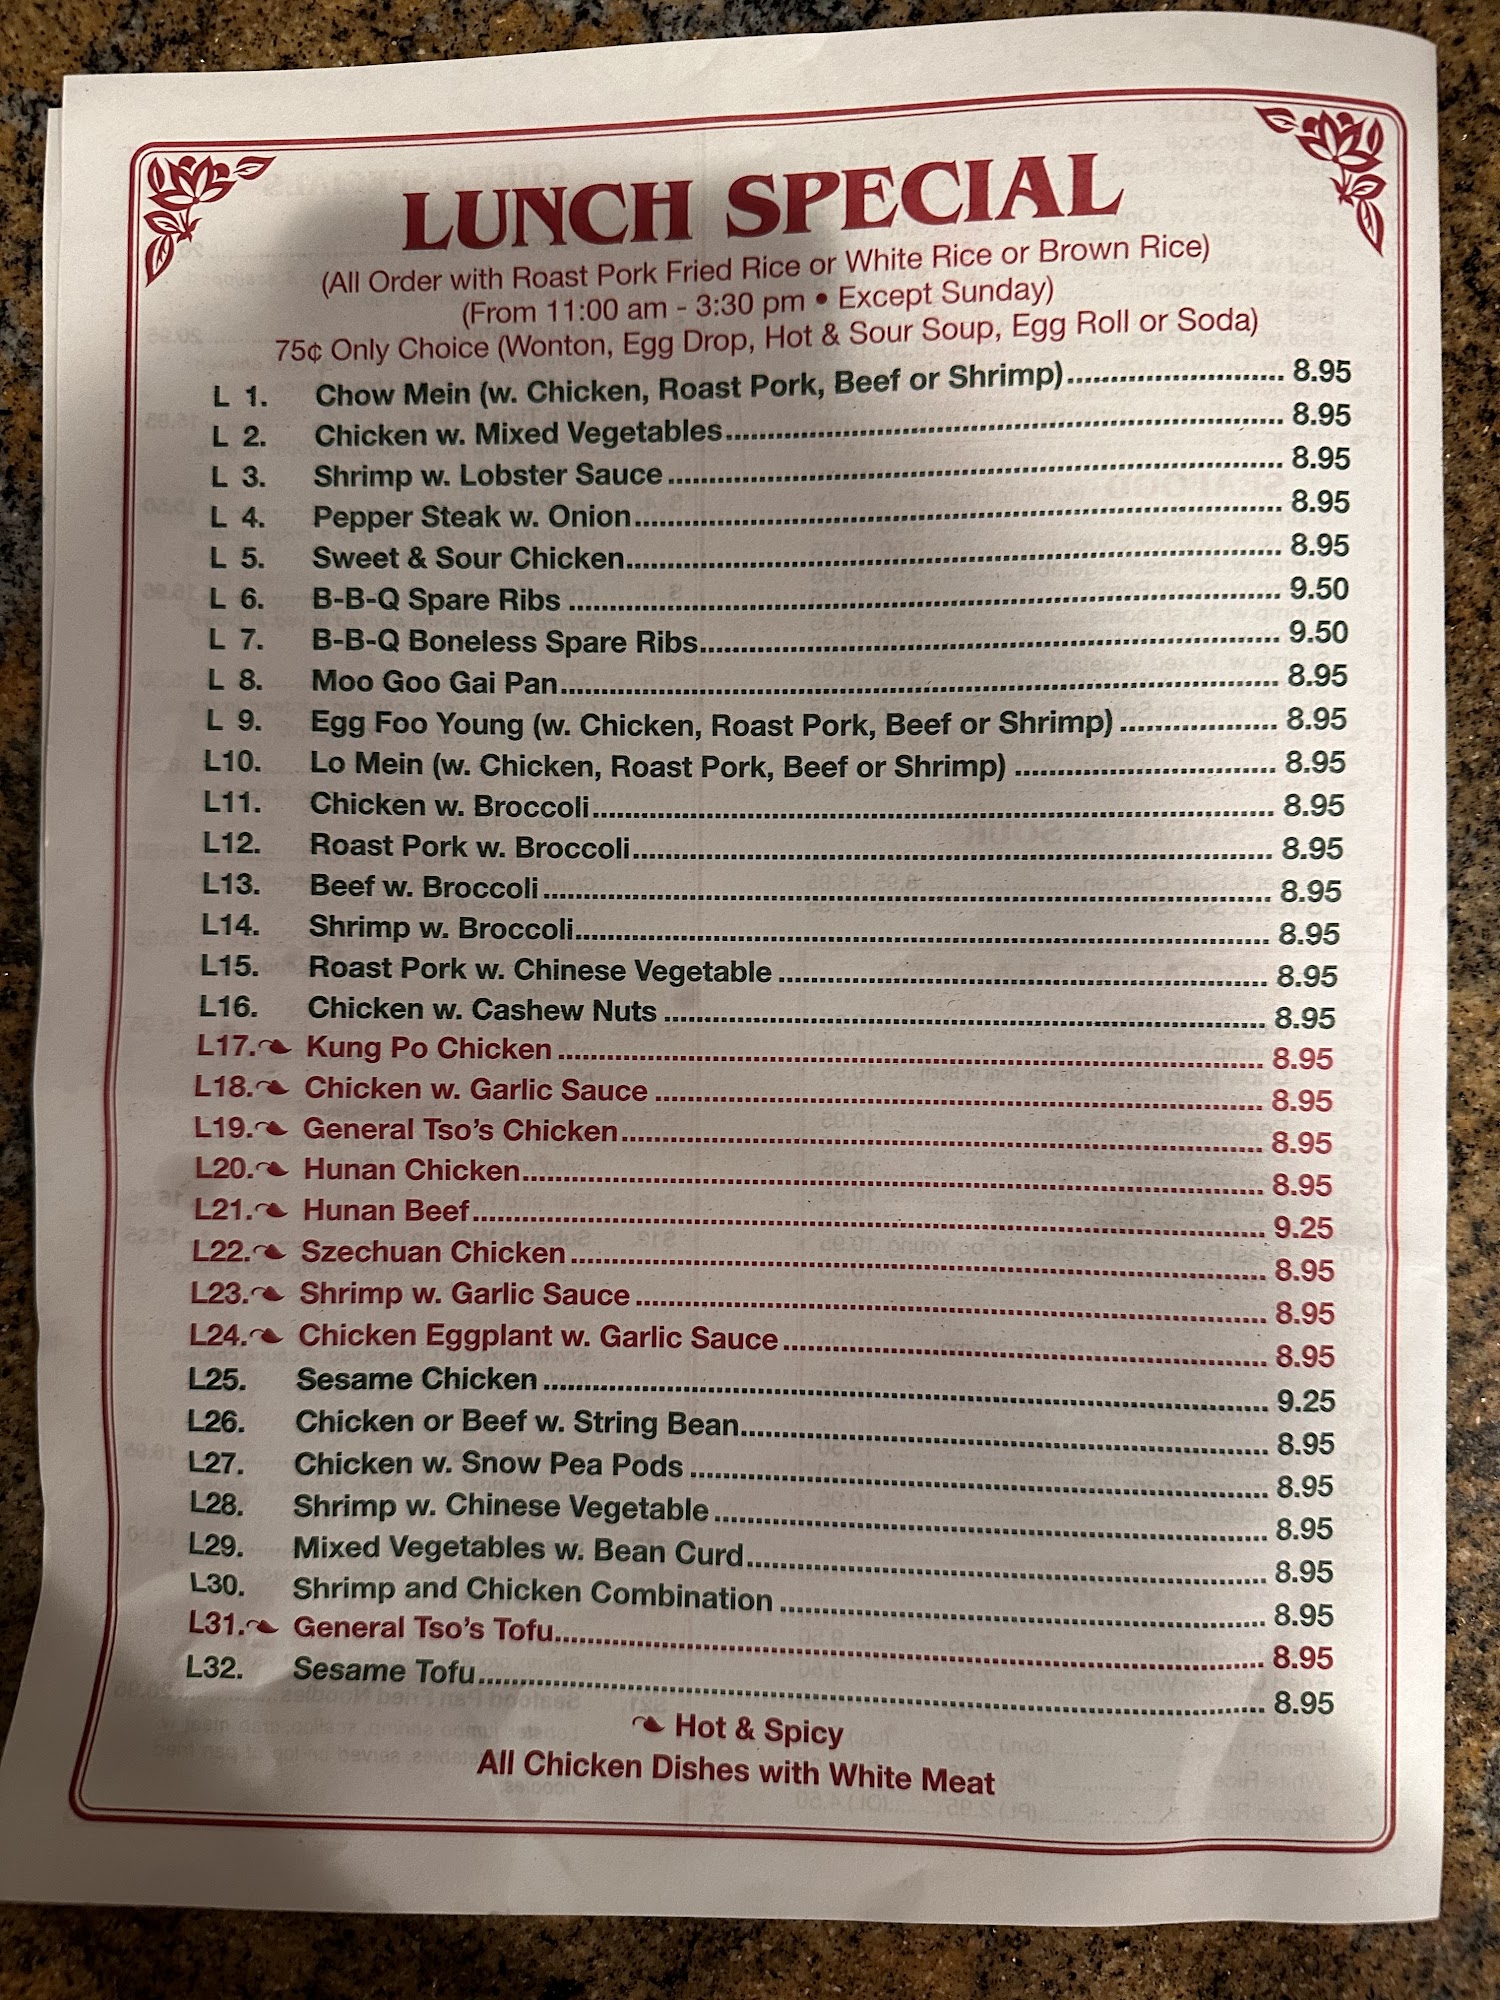 LUNCH SPECIAL
(All Order with Roast Pork Fried Rice or White Rice or Brown Rice)
(From 11:00 am - 3:30 pm • Except Sunday)
75¢ Only Choice (Wonton, Egg Drop, Hot & Sour Soup, Egg Roll or Soda)
L 1. Chow Mein (w. Chicken, Roast Pork, Beef or Shrimp) 8.95
L 2. Chicken w. Mixed Vegetables 8.95
L 3. Shrimp w. Lobster Sauce 8.95
L 4. Pepper Steak w. Onion 8.95
L 5. Sweet & Sour Chicken 8.95
L 6. B-B-Q Spare Ribs 9.50
L 7. B-B-Q Boneless Spare Ribs 9.50
L 8. Moo Goo Gai Pan 8.95
L 9. Egg Foo Young (w. Chicken, Roast Pork, Beef or Shrimp) 8.95
L10. Lo Mein (w. Chicken, Roast Pork, Beef or Shrimp) 8.95
L11. Chicken w. Broccoli 8.95
L12. Roast Pork w. Broccoli 8.95
L13. Beef w. Broccoli 8.95
L14. Shrimp w. Broccoli 8.95
L15. Roast Pork w. Chinese Vegetable 8.95
L16. Chicken w. Cashew Nuts 8.95
L17. Kung Po Chicken 8.95
L18. Chicken w. Garlic Sauce 8.95
L19. General Tso's Chicken 8.95
L20. Hunan Chicken 8.95
L21. Hunan Beef 9.25
L22. Szechuan Chicken 8.95
L23. Shrimp w. Garlic Sauce 8.95
L24. Chicken Eggplant w. Garlic Sauce 8.95
L25. Sesame Chicken 9.25
L26. Chicken or Beef w. String Bean 8.95
L27. Chicken w. Snow Pea Pods 8.95
L28. Shrimp w. Chinese Vegetable 8.95
L29. Mixed Vegetables w. Bean Curd 8.95
L30. Shrimp and Chicken Combination 8.95
L31. General Tso's Tofu 8.95
L32. Sesame Tofu 8.95
Hot & Spicy
All Chicken Dishes with White Meat